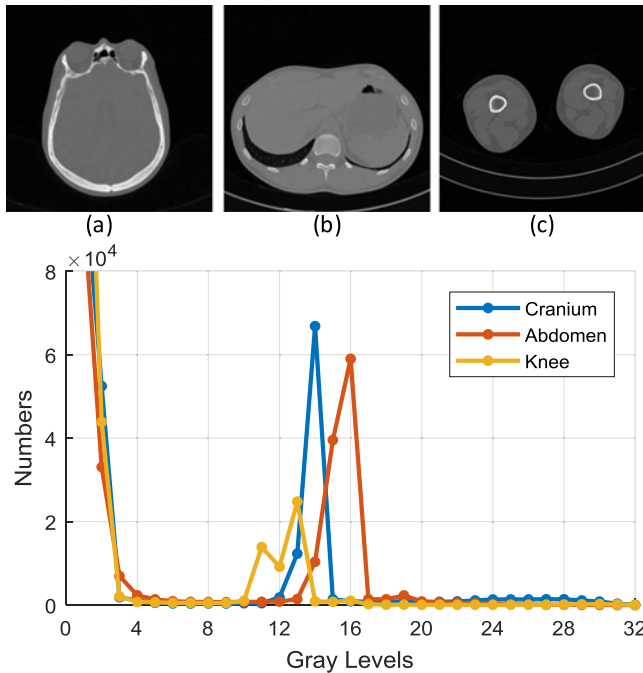 (a) (b) (c)
× 10^4
8
6
4
2
0
Numbers
Cranium
Abdomen
Knee
0 4 8 12 16 20 24 28 32
Gray Levels